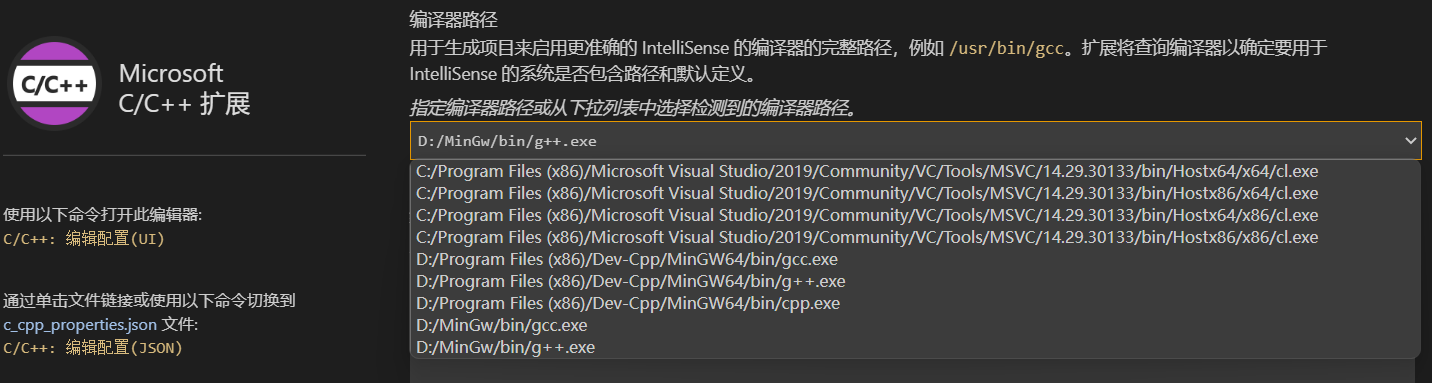 C/C++
Microsoft
C/C++ 扩展
使用以下命令打开此编辑器:
C/C++: 编辑配置(UI)
通过单击文件链接或使用以下命令切换到
c_cpp_properties.json 文件:
C/C++: 编辑配置(JSON)
编译器路径
用于生成项目来启用更准确的 IntelliSense 的编译器的完整路径，例如 /usr/bin/gcc。扩展将查询编译器以确定要用于
IntelliSense 的系统是否包含路径和默认定义。
指定编译器路径或从下拉列表中选择检测到的编译器路径。
D:/MinGw/bin/g++.exe
C:/Program Files (x86)/Microsoft Visual Studio/2019/Community/VC/Tools/MSVC/14.29.30133/bin/Hostx64/x64/cl.exe
C:/Program Files (x86)/Microsoft Visual Studio/2019/Community/VC/Tools/MSVC/14.29.30133/bin/Hostx86/x64/cl.exe
C:/Program Files (x86)/Microsoft Visual Studio/2019/Community/VC/Tools/MSVC/14.29.30133/bin/Hostx64/x86/cl.exe
C:/Program Files (x86)/Microsoft Visual Studio/2019/Community/VC/Tools/MSVC/14.29.30133/bin/Hostx86/x86/cl.exe
D:/Program Files (x86)/Dev-Cpp/MinGW64/bin/gcc.exe
D:/Program Files (x86)/Dev-Cpp/MinGW64/bin/g++.exe
D:/Program Files (x86)/Dev-Cpp/MinGW64/bin/cpp.exe
D:/MinGw/bin/gcc.exe
D:/MinGw/bin/g++.exe